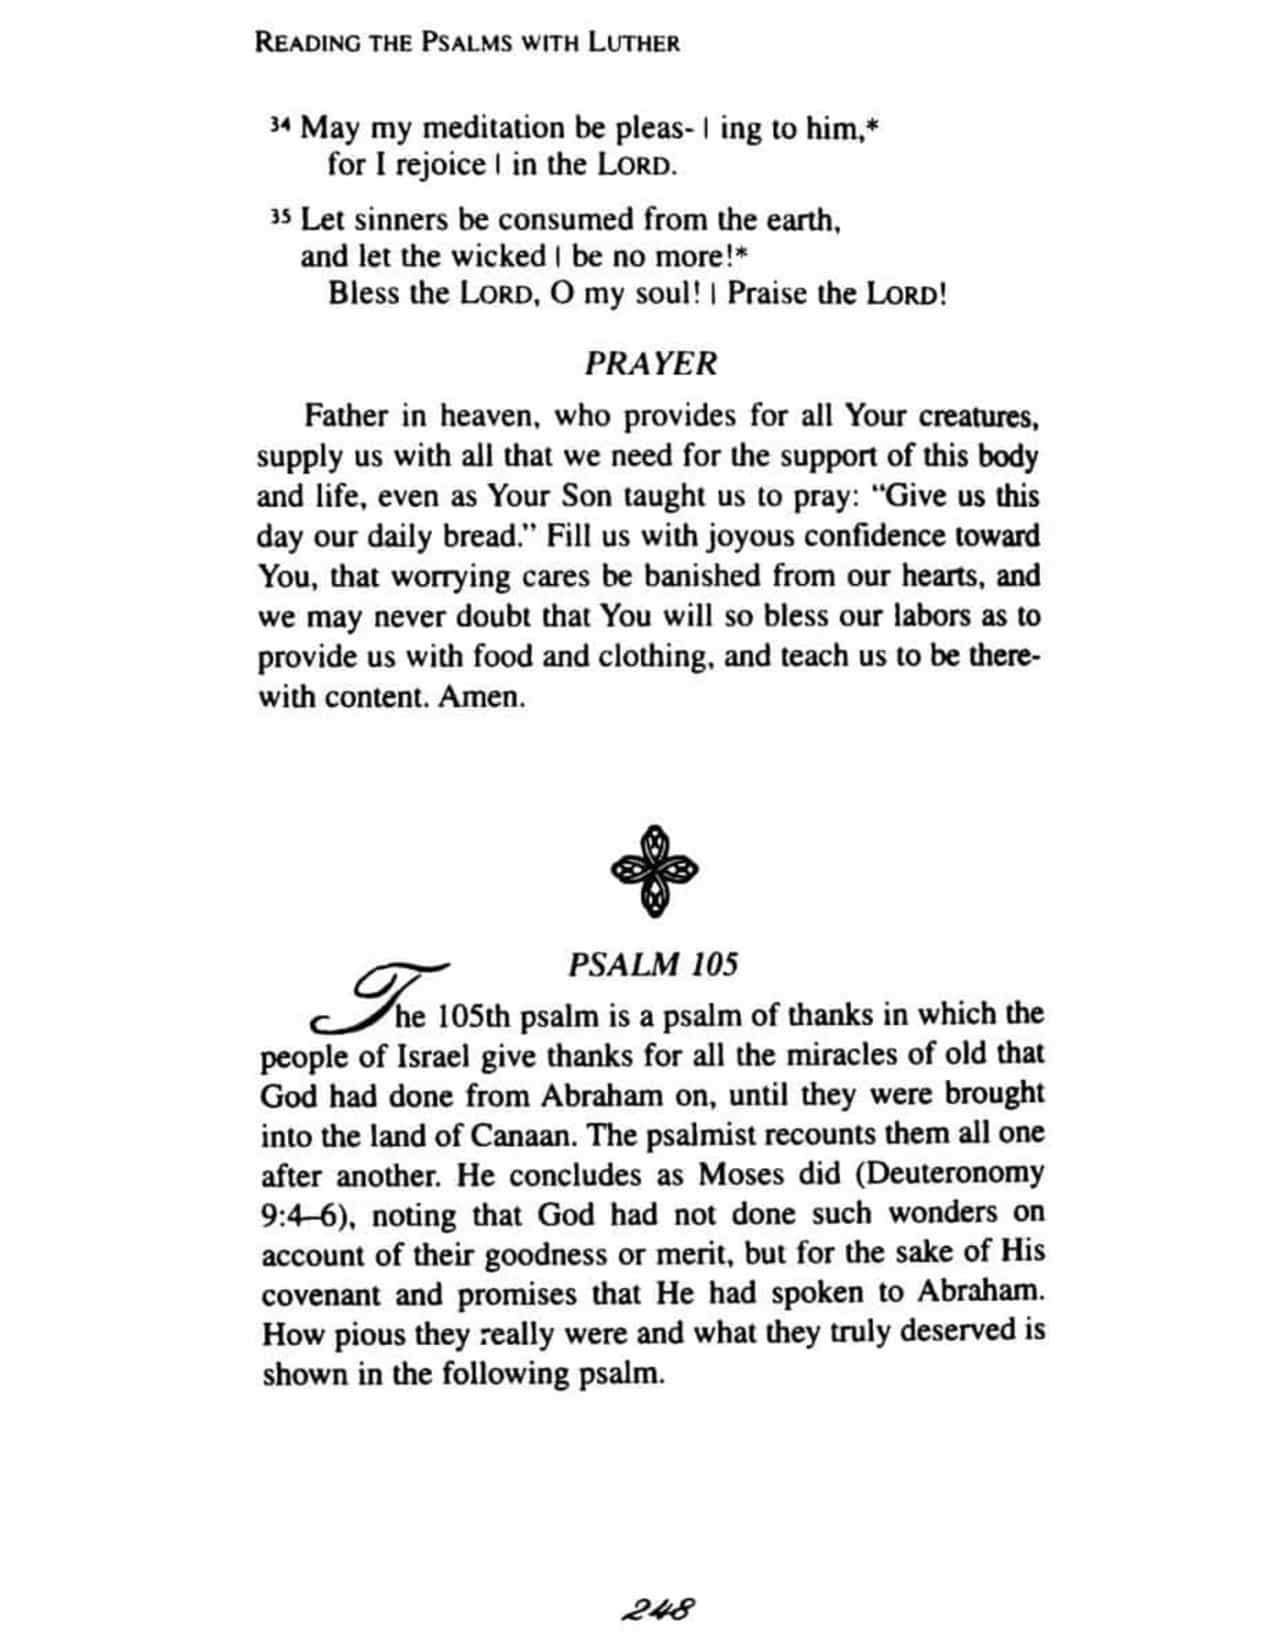 READING THE PSALMS WITH LUTHER
34 May my meditation be pleas- | ing to him,*
for I rejoice | in the LORD.
35 Let sinners be consumed from the earth,
and let the wicked | be no more!*
Bless the LORD, O my soul! | Praise the LORD!
PRAYER
Father in heaven, who provides for all Your creatures,
supply us with all that we need for the support of this body
and life, even as Your Son taught us to pray: “Give us this
day our daily bread.” Fill us with joyous confidence toward
You, that worrying cares be banished from our hearts, and
we may never doubt that You will so bless our labors as to
provide us with food and clothing, and teach us to be there-
with content. Amen.
PSALM 105
The 105th psalm is a psalm of thanks in which the
people of Israel give thanks for all the miracles of old that
God had done from Abraham on, until they were brought
into the land of Canaan. The psalmist recounts them all one
after another. He concludes as Moses did (Deuteronomy
9:4–6), noting that God had not done such wonders on
account of their goodness or merit, but for the sake of His
covenant and promises that He had spoken to Abraham.
How pious they really were and what they truly deserved is
shown in the following psalm.
248